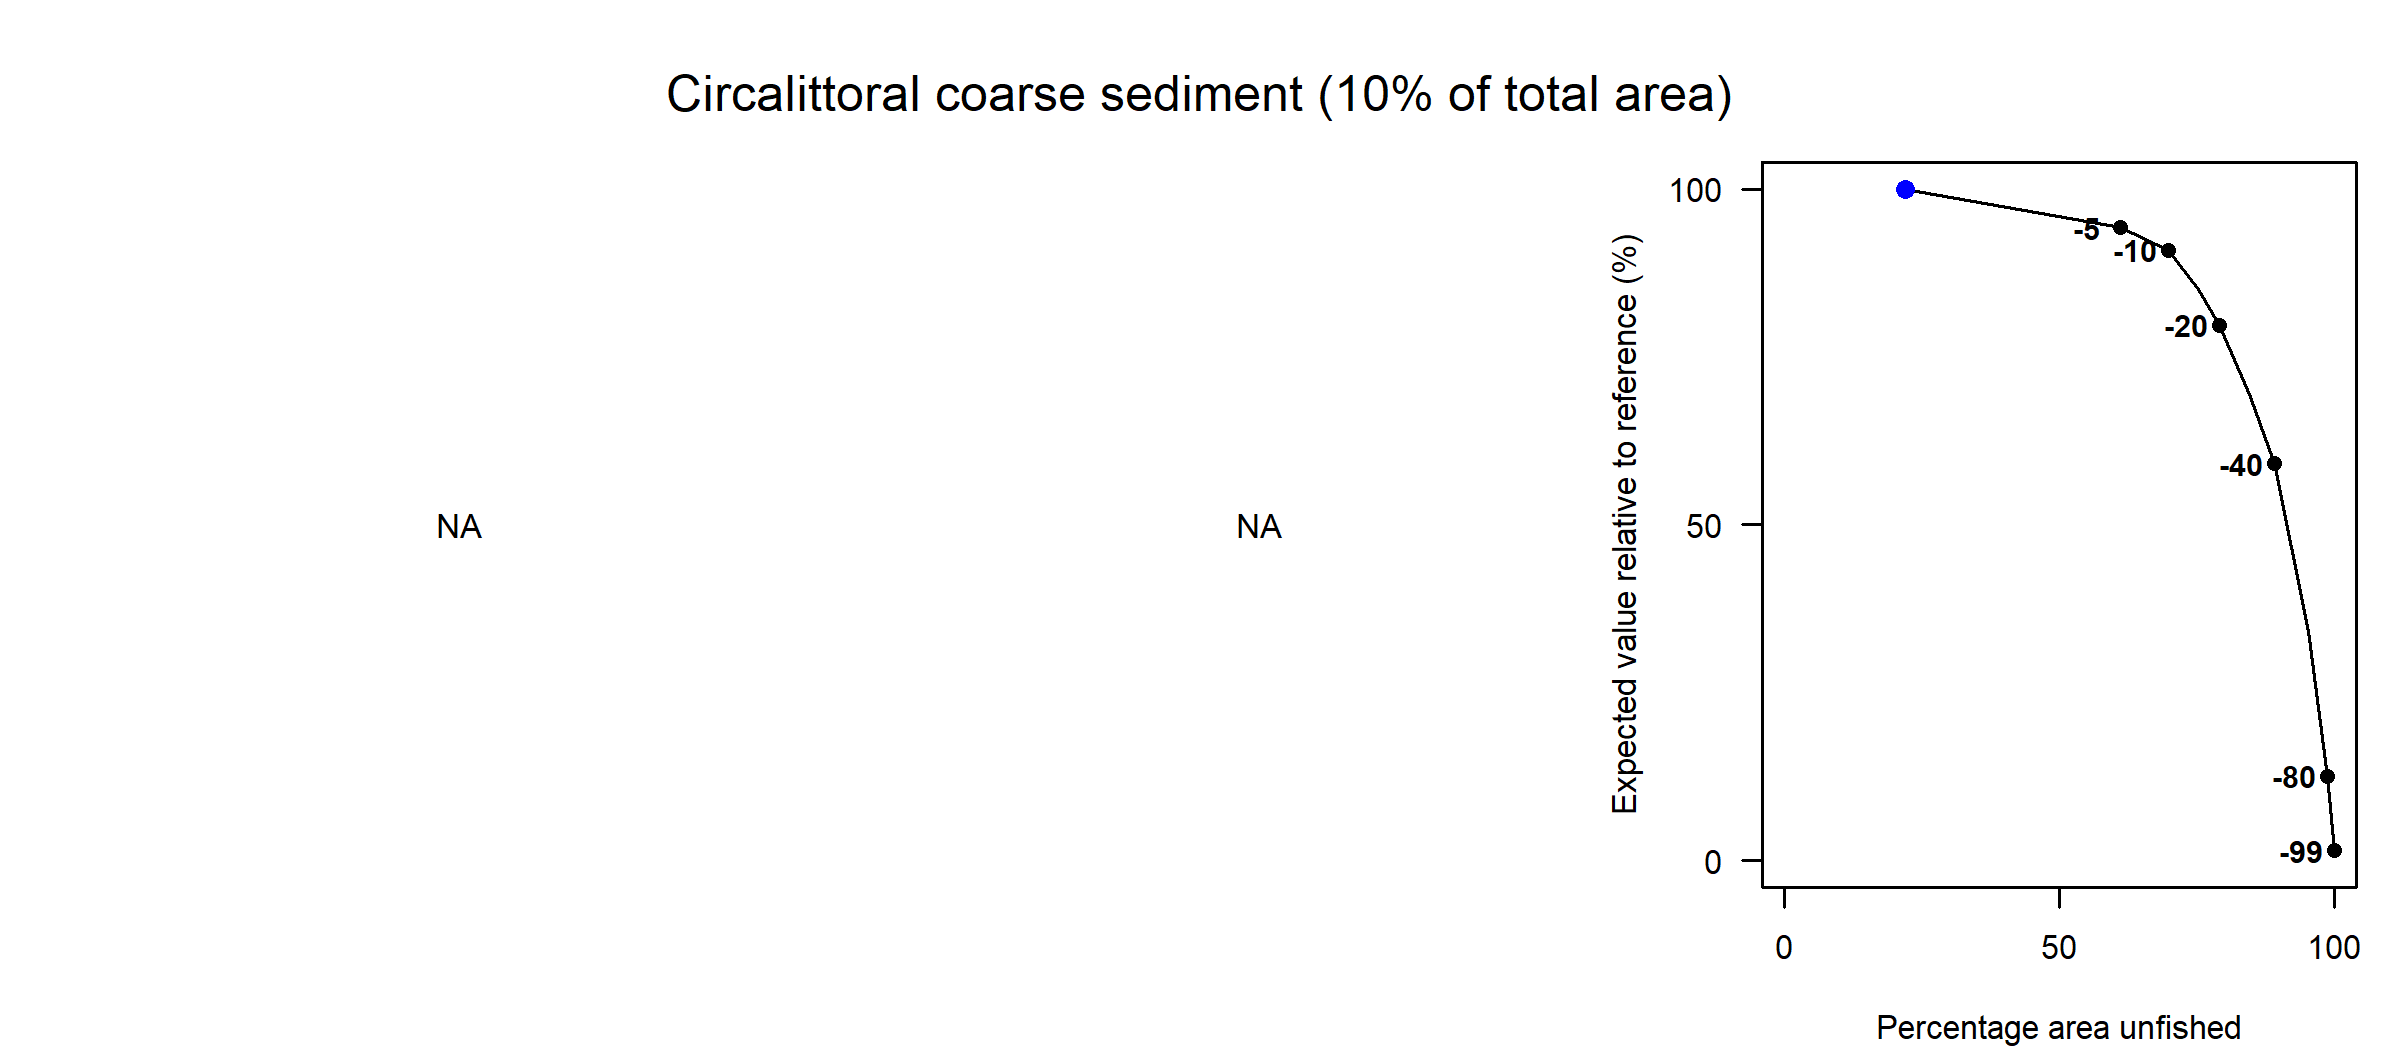 Circalittoral coarse sediment (10% of total area)
NA
NA
Expected value relative to reference (%)
100
50
0
-5
-10
-20
-40
-80
-99
0 50 100
Percentage area unfished